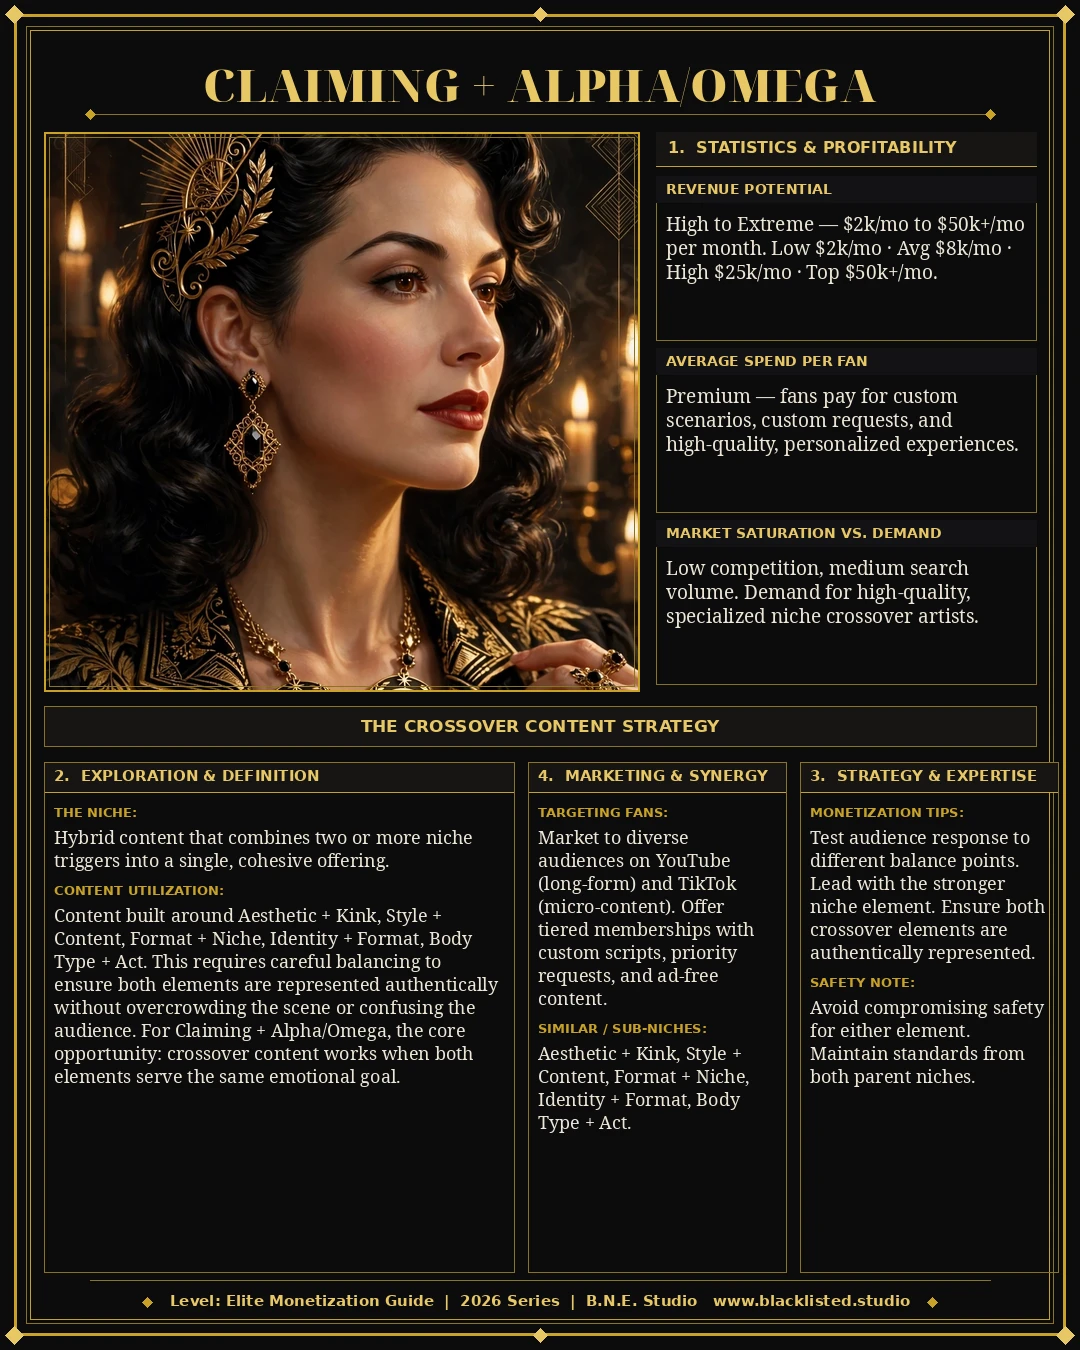 CLAIMING + ALPHA/OMEGA
1. STATISTICS & PROFITABILITY
REVENUE POTENTIAL
High to Extreme — $2k/mo to $50k+/mo
per month. Low $2k/mo · Avg $8k/mo ·
High $25k/mo · Top $50k+/mo.
AVERAGE SPEND PER FAN
Premium — fans pay for custom
scenarios, custom requests, and
high-quality, personalized experiences.
MARKET SATURATION VS. DEMAND
Low competition, medium search
volume. Demand for high-quality,
specialized niche crossover artists.
THE CROSSOVER CONTENT STRATEGY
2. EXPLORATION & DEFINITION
THE NICHE:
Hybrid content that combines two or more niche
triggers into a single, cohesive offering.
CONTENT UTILIZATION:
Content built around Aesthetic + Kink, Style +
Content, Format + Niche, Identity + Format, Body
Type + Act. This requires careful balancing to
ensure both elements are represented authentically
without overcrowding the scene or confusing the
audience. For Claiming + Alpha/Omega, the core
opportunity: crossover content works when both
elements serve the same emotional goal.
4. MARKETING & SYNERGY
TARGETING FANS:
Market to diverse
audiences on YouTube
(long-form) and TikTok
(micro-content). Offer
tiered memberships with
custom scripts, priority
requests, and ad-free
content.
SIMILAR / SUB-NICHES:
Aesthetic + Kink, Style +
Content, Format + Niche,
Identity + Format, Body
Type + Act.
3. STRATEGY & EXPERTISE
MONETIZATION TIPS:
Test audience response to
different balance points.
Lead with the stronger
niche element. Ensure both
crossover elements are
authentically represented.
SAFETY NOTE:
Avoid compromising safety
for either element.
Maintain standards from
both parent niches.
Level: Elite Monetization Guide | 2026 Series | B.N.E. Studio www.blacklisted.studio